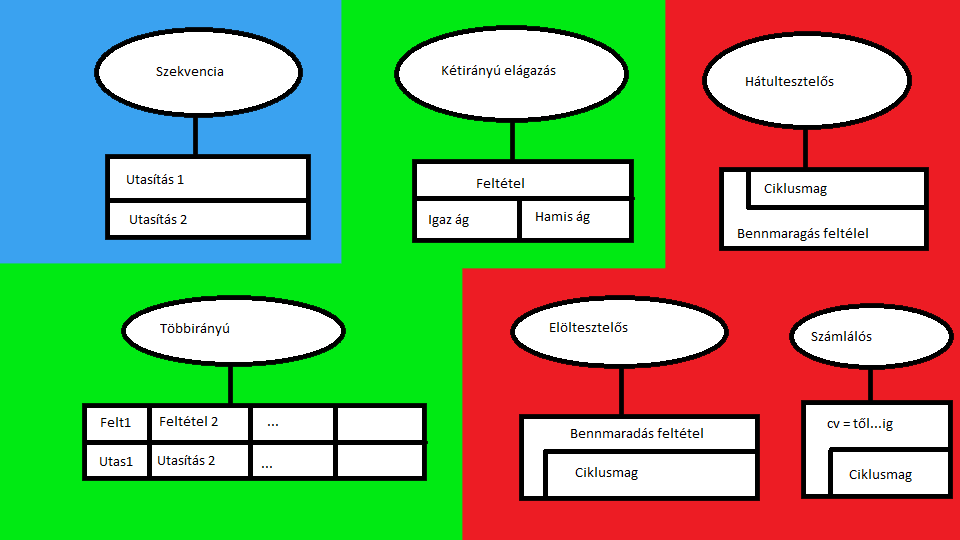 Szekvencia
Utasítás 1
Utasítás 2
Kétirányú elágazás
Feltétel
Igaz ág
Hamis ág
Hátultesztelős
Ciklusmag
Bennmaragás feltélel
Többirányú
Felt1
Feltétel 2
...
Utas1
Utasítás 2
...
Elöltesztelős
Bennmaradás feltétel
Ciklusmag
Számlálós
cv = től...ig
Ciklusmag